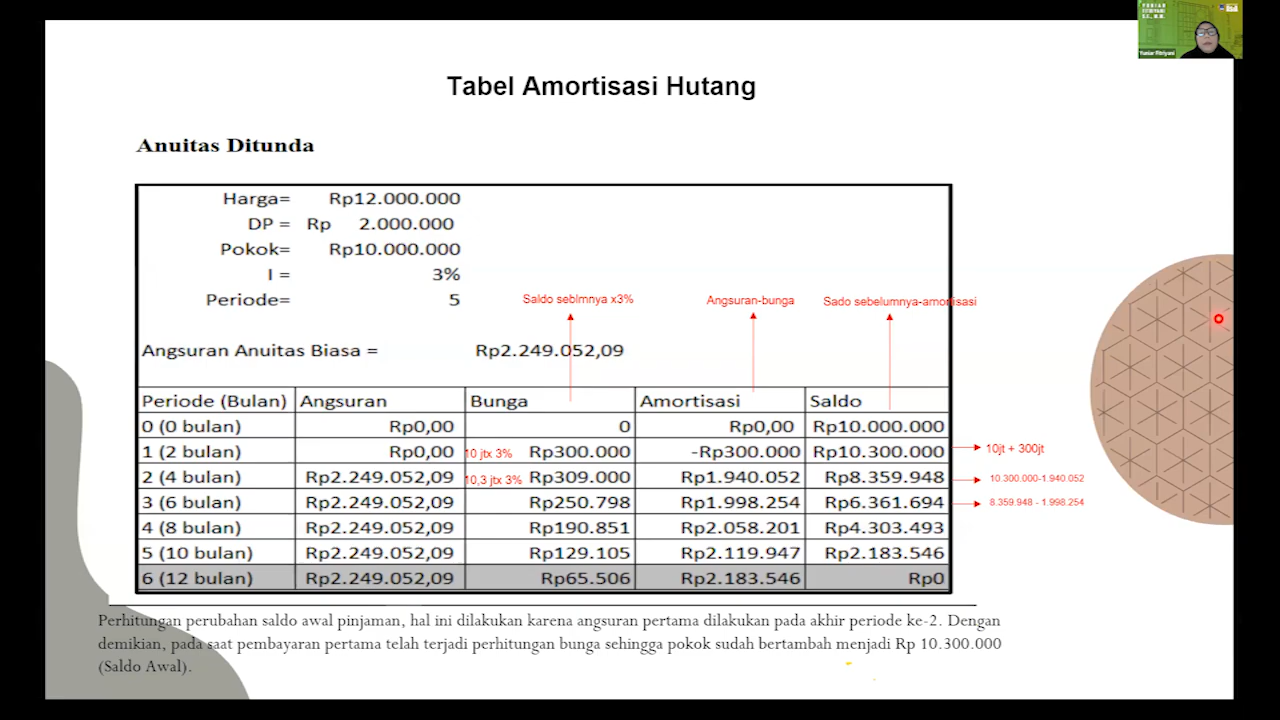 YUNIAR
FITRIYANI
S.E., M.M.
Yuniar Fitriyani
Tabel Amortisasi Hutang
Anuitas Ditunda
Harga= Rp12.000.000
DP = Rp 2.000.000
Pokok= Rp10.000.000
I = 3%
Periode= 5
Saldo seblmnya x3% Angsuran-bunga Sado sebelumnya-amortisasi
Angsuran Anuitas Biasa = Rp2.249.052,09
Periode (Bulan) Angsuran Bunga Amortisasi Saldo
0 (0 bulan) Rp0,00 0 Rp0,00 Rp10.000.000
1 (2 bulan) Rp0,00 10 jtx 3% Rp300.000 -Rp300.000 Rp10.300.000 10jt + 300jt
2 (4 bulan) Rp2.249.052,09 10,3 jtx 3% Rp309.000 Rp1.940.052 Rp8.359.948 10.300.000-1.940.052
3 (6 bulan) Rp2.249.052,09 Rp250.798 Rp1.998.254 Rp6.361.694 8.359.948 - 1.998.254
4 (8 bulan) Rp2.249.052,09 Rp190.851 Rp2.058.201 Rp4.303.493
5 (10 bulan) Rp2.249.052,09 Rp129.105 Rp2.119.947 Rp2.183.546
6 (12 bulan) Rp2.249.052,09 Rp65.506 Rp2.183.546 Rp0
Perhitungan perubahan saldo awal pinjaman, hal ini dilakukan karena angsuran pertama dilakukan pada akhir periode ke-2. Dengan
demikian, pada saat pembayaran pertama telah terjadi perhitungan bunga sehingga pokok sudah bertambah menjadi Rp 10.300.000
(Saldo Awal).